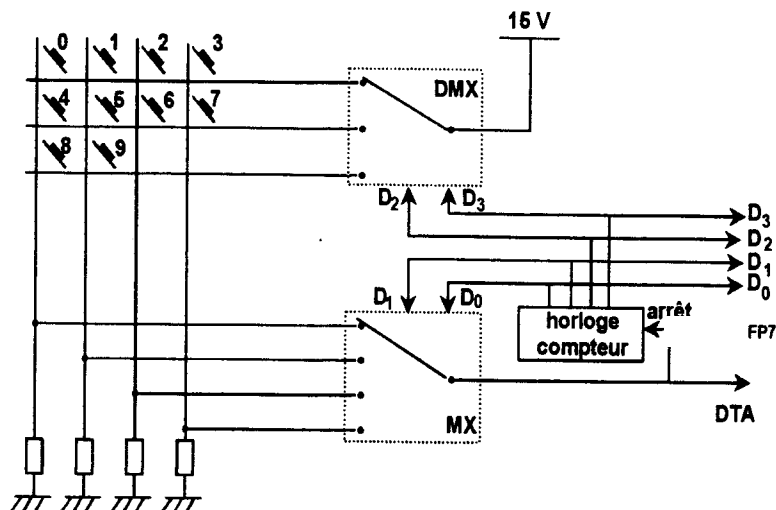 15 V
0 1 2 3
DMX
4 5 6 7
8 9
D2 D3
D3
D2
D1
D0
D1 D0
arrêt
horloge
compteur
FP7
MX
DTA